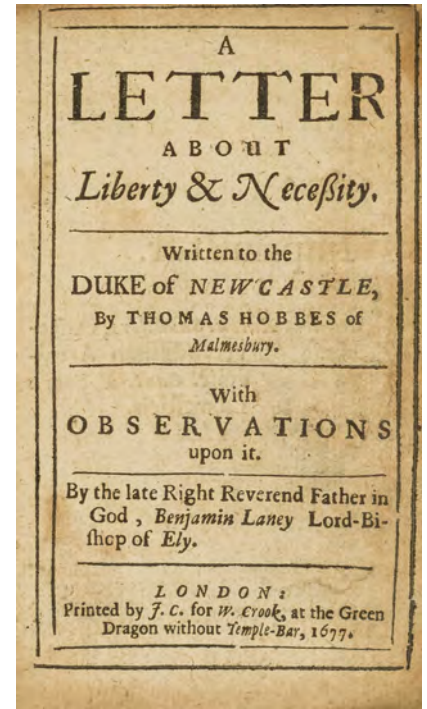 A
LETTER
ABOUT
Liberty & Neceßity.
Written to the
DUKE of NEWCASTLE,
By THOMAS HOBBES of
Malmesbury.
With
OBSERVATIONS
upon it.
By the late Right Reverend Father in
God , Benjamin Laney Lord-Bi-
ſhop of Ely.
LONDON:
Printed by J. C. for W. Crook, at the Green
Dragon without Temple-Bar, 1677.